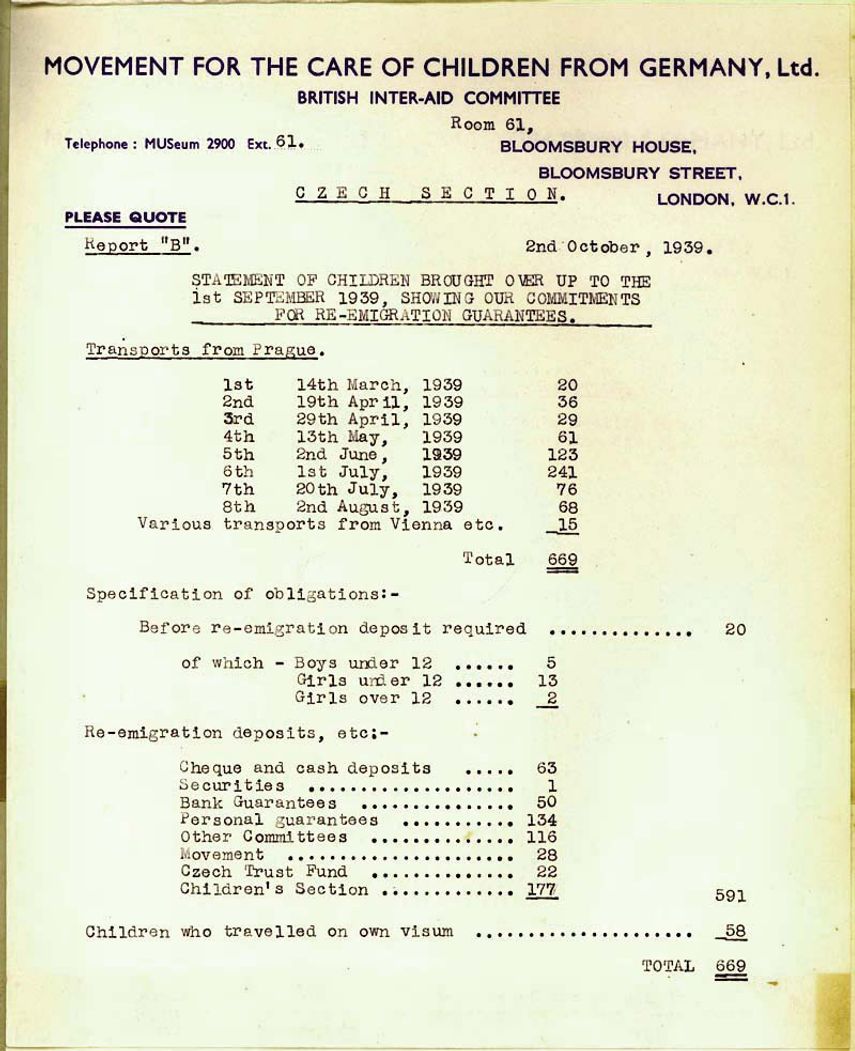 MOVEMENT FOR THE CARE OF CHILDREN FROM GERMANY, Ltd.
BRITISH INTER-AID COMMITTEE
Room 61,
Telephone : MUSeum 2900 Ext. 61. BLOOMSBURY HOUSE,
BLOOMSBURY STREET,
CZECH SECTION. LONDON, W.C.1.
PLEASE QUOTE
Report "B". 2nd October, 1939.
STATEMENT OF CHILDREN BROUGHT OVER UP TO THE
1st SEPTEMBER 1939, SHOWING OUR COMMITMENTS
FOR RE-EMIGRATION GUARANTEES.
Transports from Prague.
1st 14th March, 1939 20
2nd 19th April, 1939 36
3rd 29th April, 1939 29
4th 13th May, 1939 61
5th 2nd June, 1939 123
6th 1st July, 1939 241
7th 20th July, 1939 76
8th 2nd August, 1939 68
Various transports from Vienna etc. 15
Total 669
Specification of obligations:-
Before re-emigration deposit required .............. 20
of which - Boys under 12 ...... 5
Girls under 12 ...... 13
Girls over 12 ...... 2
Re-emigration deposits, etc:-
Cheque and cash deposits ..... 63
Securities .................... 1
Bank Guarantees ............... 50
Personal guarantees ........... 134
Other Committees .............. 116
Movement ...................... 28
Czech Trust Fund .............. 22
Children's Section ............. 177 591
Children who travelled on own visum ..................... 58
TOTAL 669